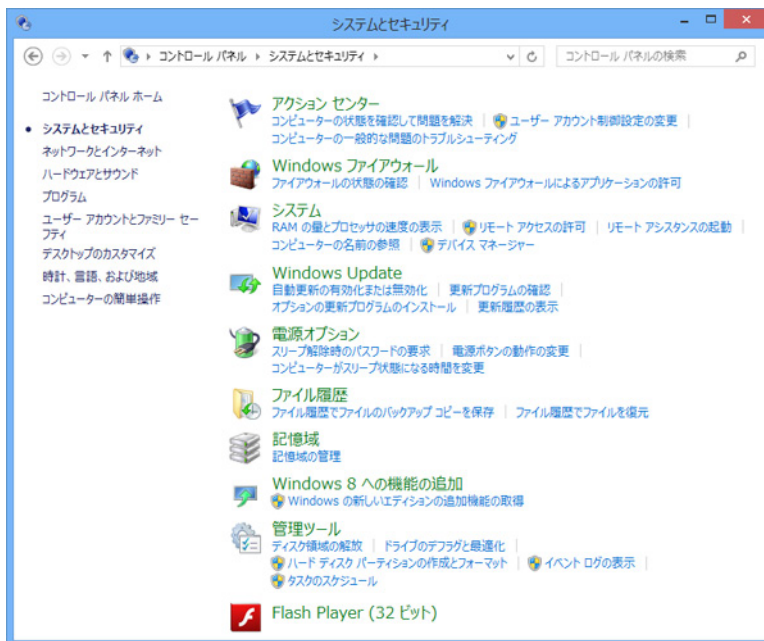 システムとセキュリティ
コントロール パネル システムとセキュリティ
コントロール パネルの検索
コントロール パネル ホーム
システムとセキュリティ
ネットワークとインターネット
ハードウェアとサウンド
プログラム
ユーザー アカウントとファミリー セー
フティ
デスクトップのカスタマイズ
時計、言語、および地域
コンピューターの簡単操作
アクション センター
コンピューターの状態を確認して問題を解決 ユーザー アカウント制御設定の変更
コンピューターの一般的な問題のトラブルシューティング
Windows ファイアウォール
ファイアウォールの状態の確認 Windows ファイアウォールによるアプリケーションの許可
システム
RAM の量とプロセッサの速度の表示 リモート アクセスの許可 リモート アシスタンスの起動
コンピューターの名前の参照 デバイス マネージャー
Windows Update
自動更新の有効化または無効化 更新プログラムの確認
オプションの更新プログラムのインストール 更新履歴の表示
電源オプション
スリープ解除時のパスワードの要求 電源ボタンの動作の変更
コンピューターがスリープ状態になる時間を変更
ファイル履歴
ファイル履歴でファイルのバックアップ コピーを保存 ファイル履歴でファイルを復元
記憶域
記憶域の管理
Windows 8 への機能の追加
Windows の新しいエディションの追加機能の取得
管理ツール
ディスク領域の解放 ドライブのデフラグと最適化
ハード ディスク パーティションの作成とフォーマット イベント ログの表示
タスクのスケジュール
Flash Player (32 ビット)